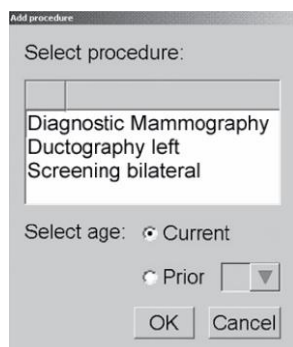 Add procedure
Select procedure:
Diagnostic Mammography
Ductography left
Screening bilateral
Select age: Current
Prior
OK Cancel